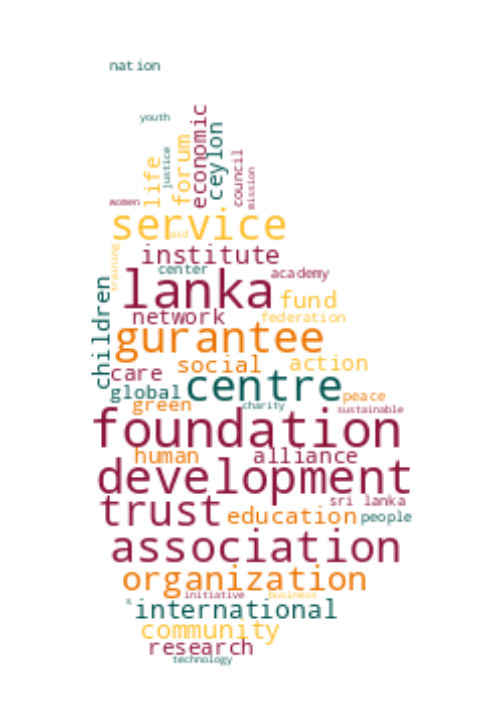 nation
youth
economic
ceylon
forum
life
justice
council
mission
women
service
aid
training
institute
center
academy
children
lanka
fund
network
federation
gurantee
social
action
care
global
centre
peace
green
charity
sustainable
foundation
human
alliance
development
sri lanka
trust
education
people
association
organization
initiative
business
s
international
community
research
technology